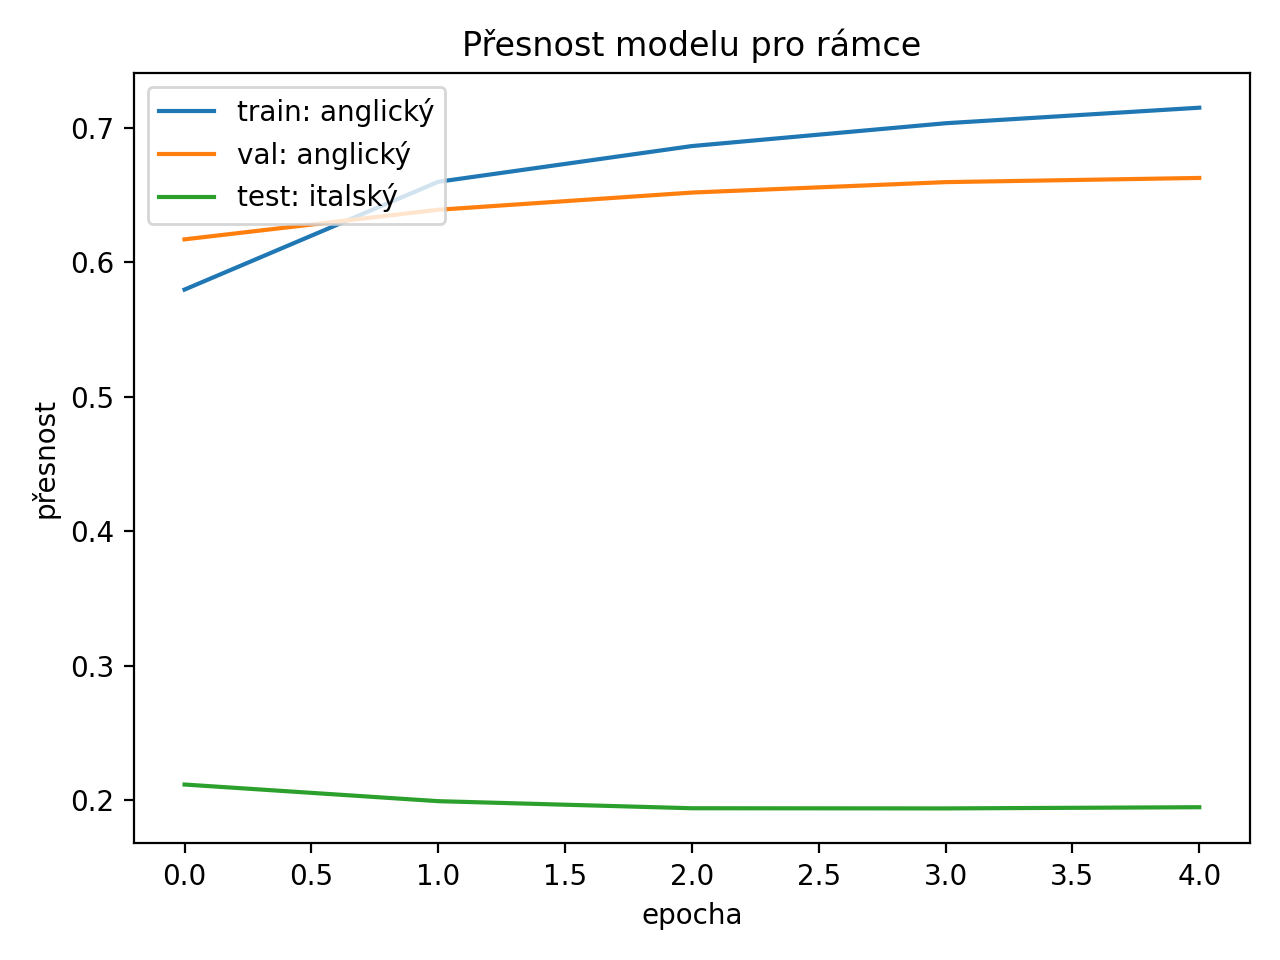 Přesnost modelu pro rámce
train: anglický
val: anglický
test: italský
přesnost
0.7
0.6
0.5
0.4
0.3
0.2
0.0 0.5 1.0 1.5 2.0 2.5 3.0 3.5 4.0
epocha